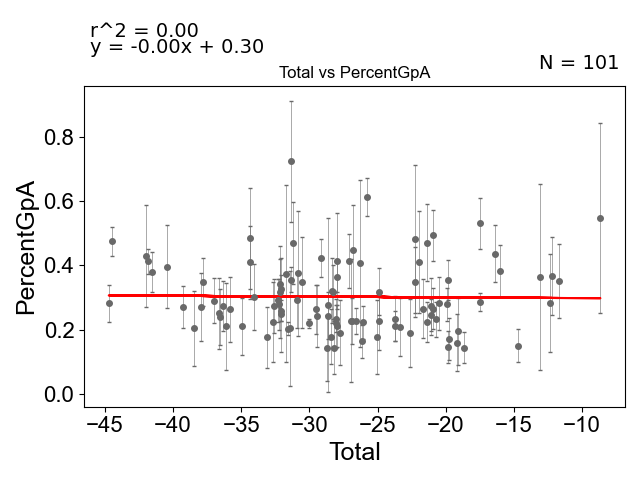 r^2 = 0.00
y = -0.00x + 0.30
N = 101
Total vs PercentGpA
PercentGpA
0.8
0.6
0.4
0.2
0.0
−45 −40 −35 −30 −25 −20 −15 −10
Total